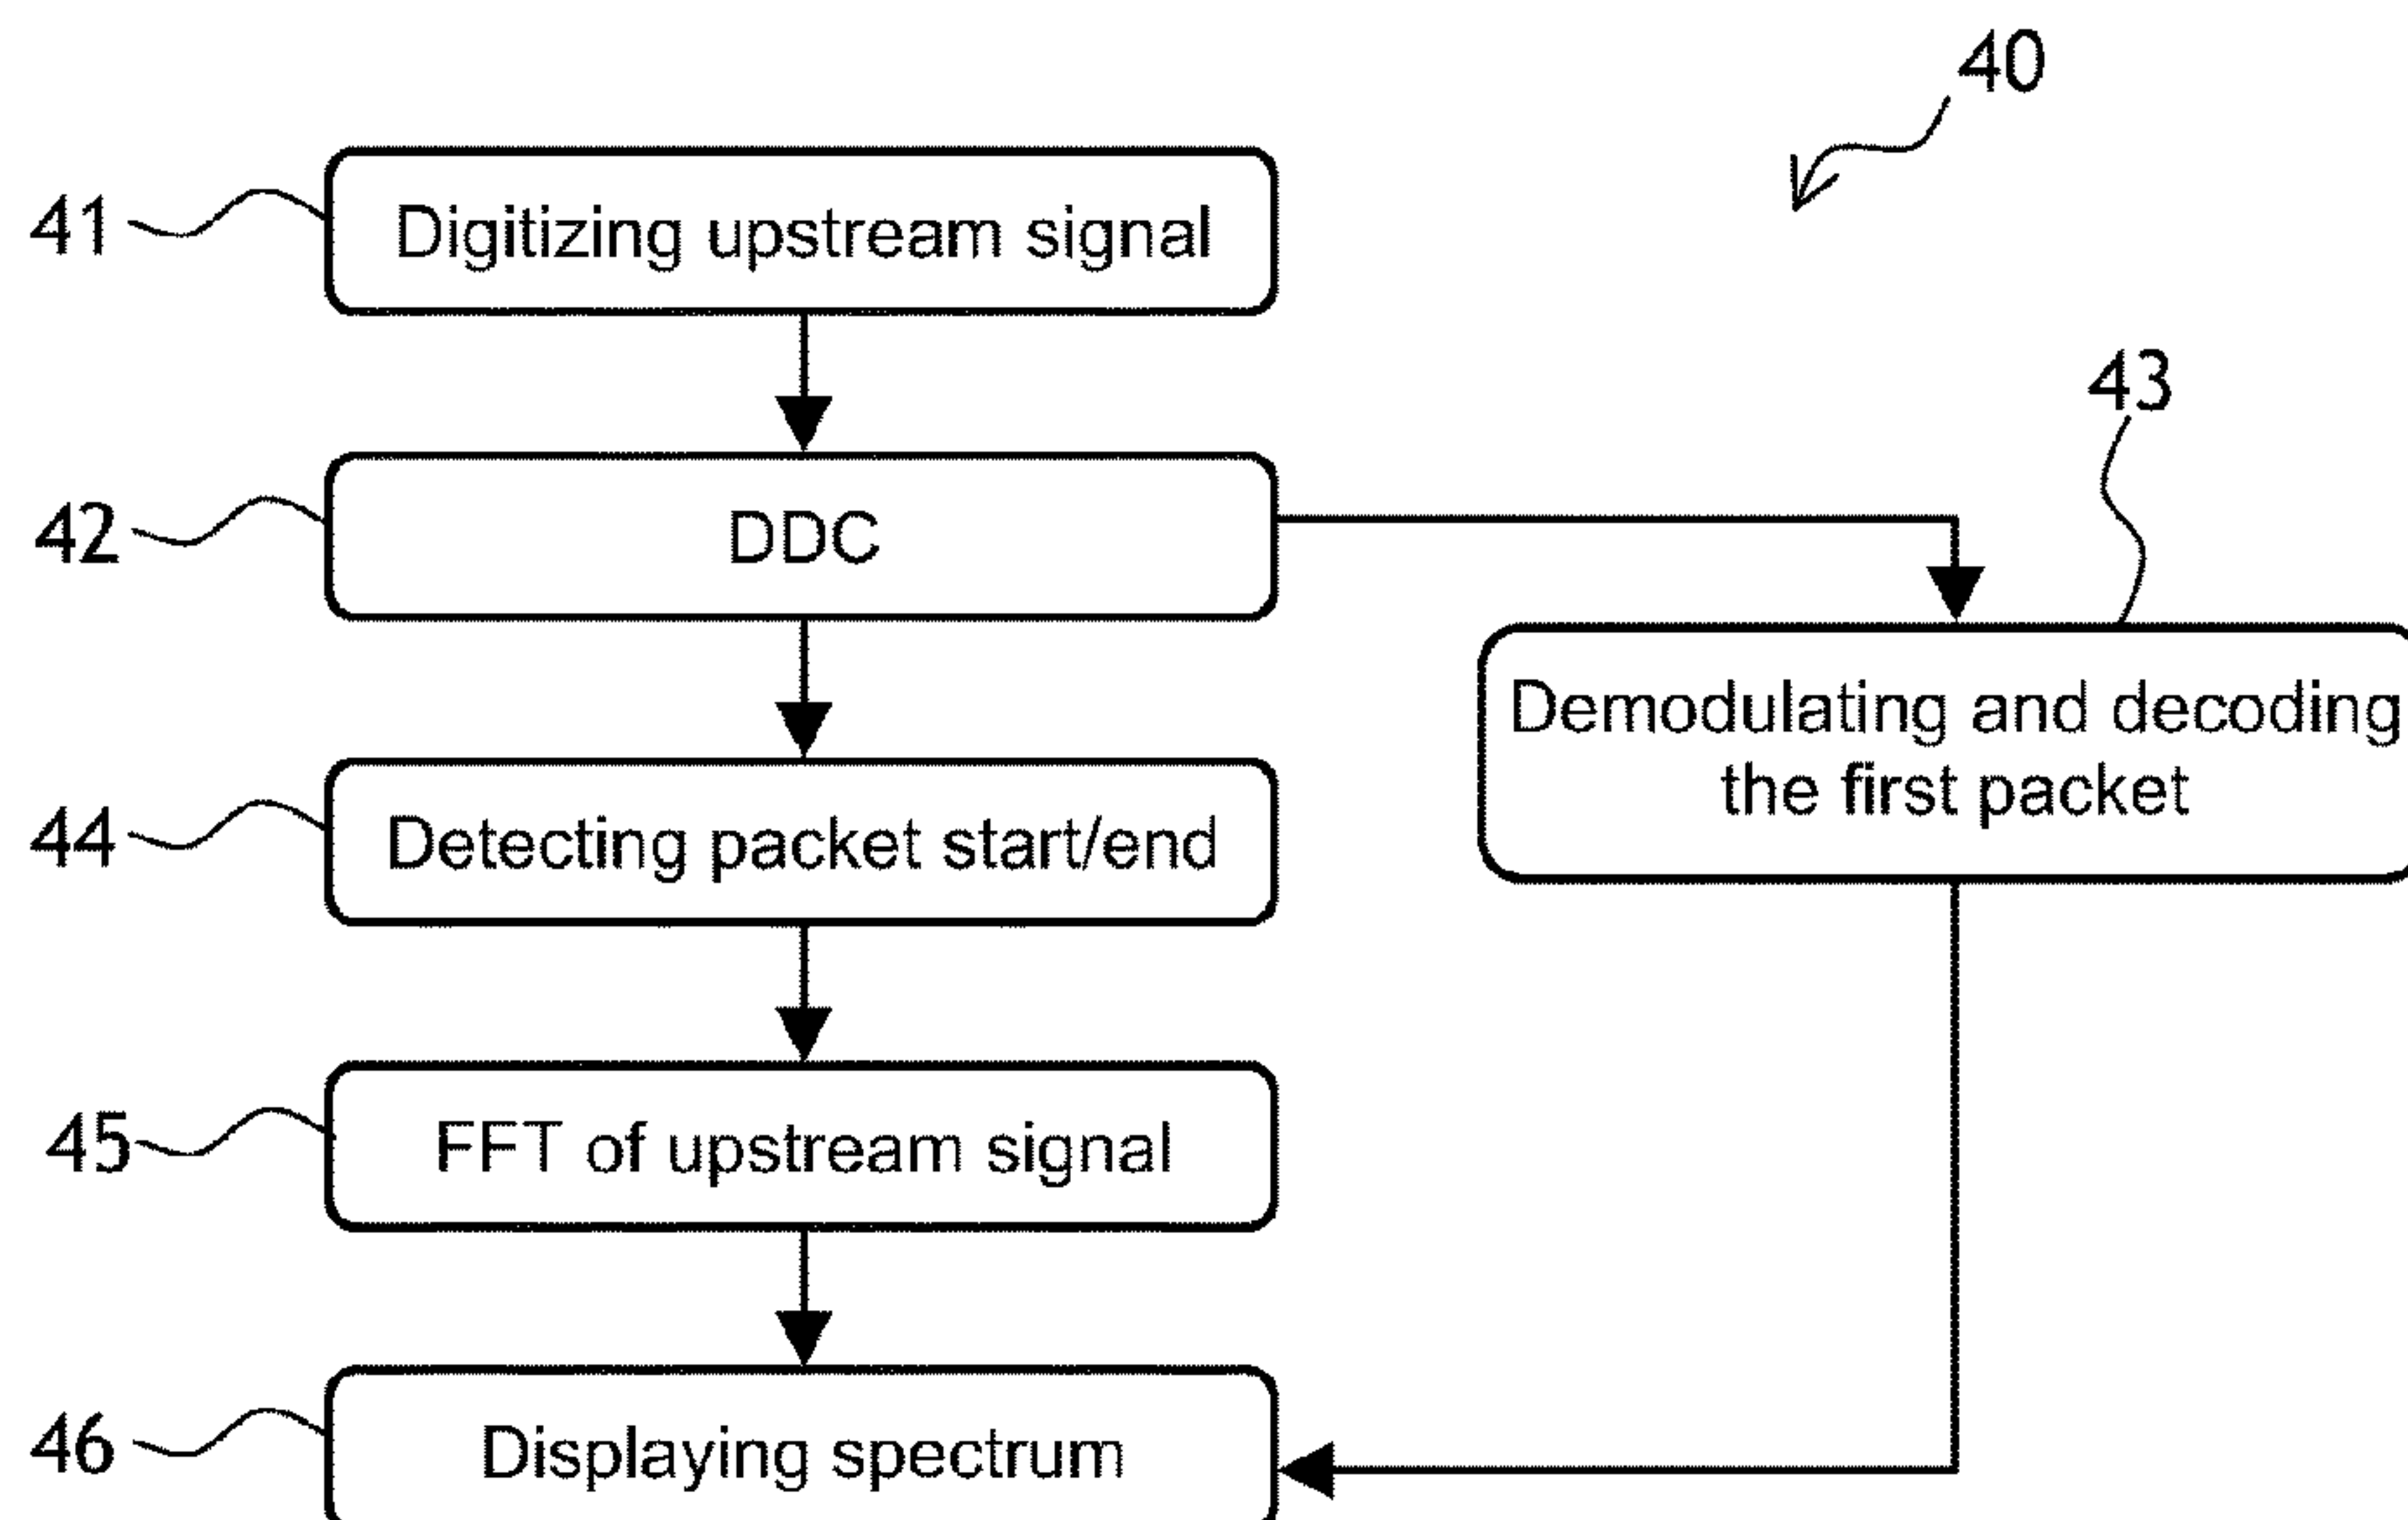 40
41
Digitizing upstream signal
43
42
DDC
Demodulating and decoding
the first packet
44
Detecting packet start/end
45
FFT of upstream signal
46
Displaying spectrum